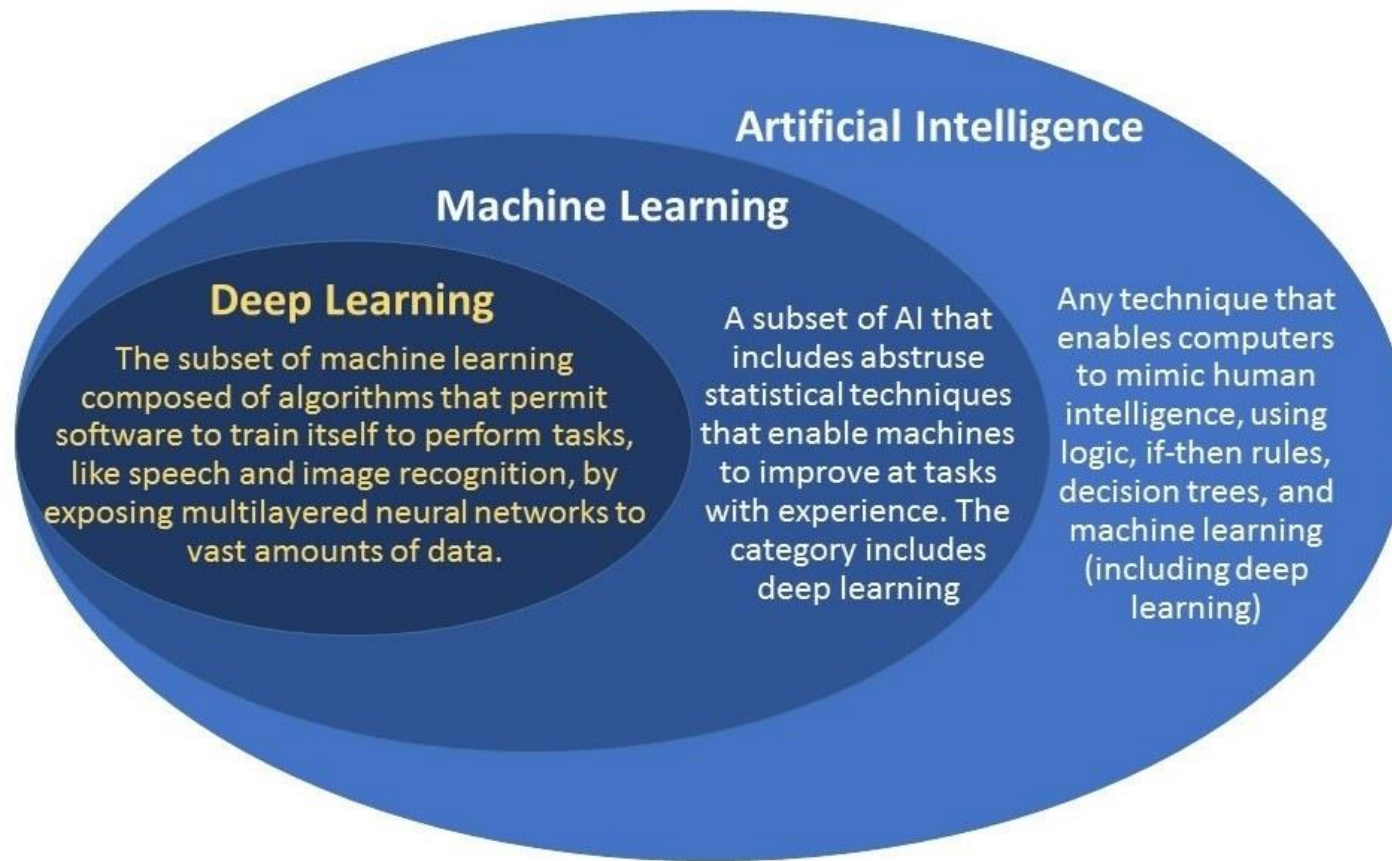 Artificial Intelligence
Machine Learning
Deep Learning
The subset of machine learning
composed of algorithms that permit
software to train itself to perform tasks,
like speech and image recognition, by
exposing multilayered neural networks to
vast amounts of data.
A subset of AI that
includes abstruse
statistical techniques
that enable machines
to improve at tasks
with experience. The
category includes
deep learning
Any technique that
enables computers
to mimic human
intelligence, using
logic, if-then rules,
decision trees, and
machine learning
(including deep
learning)